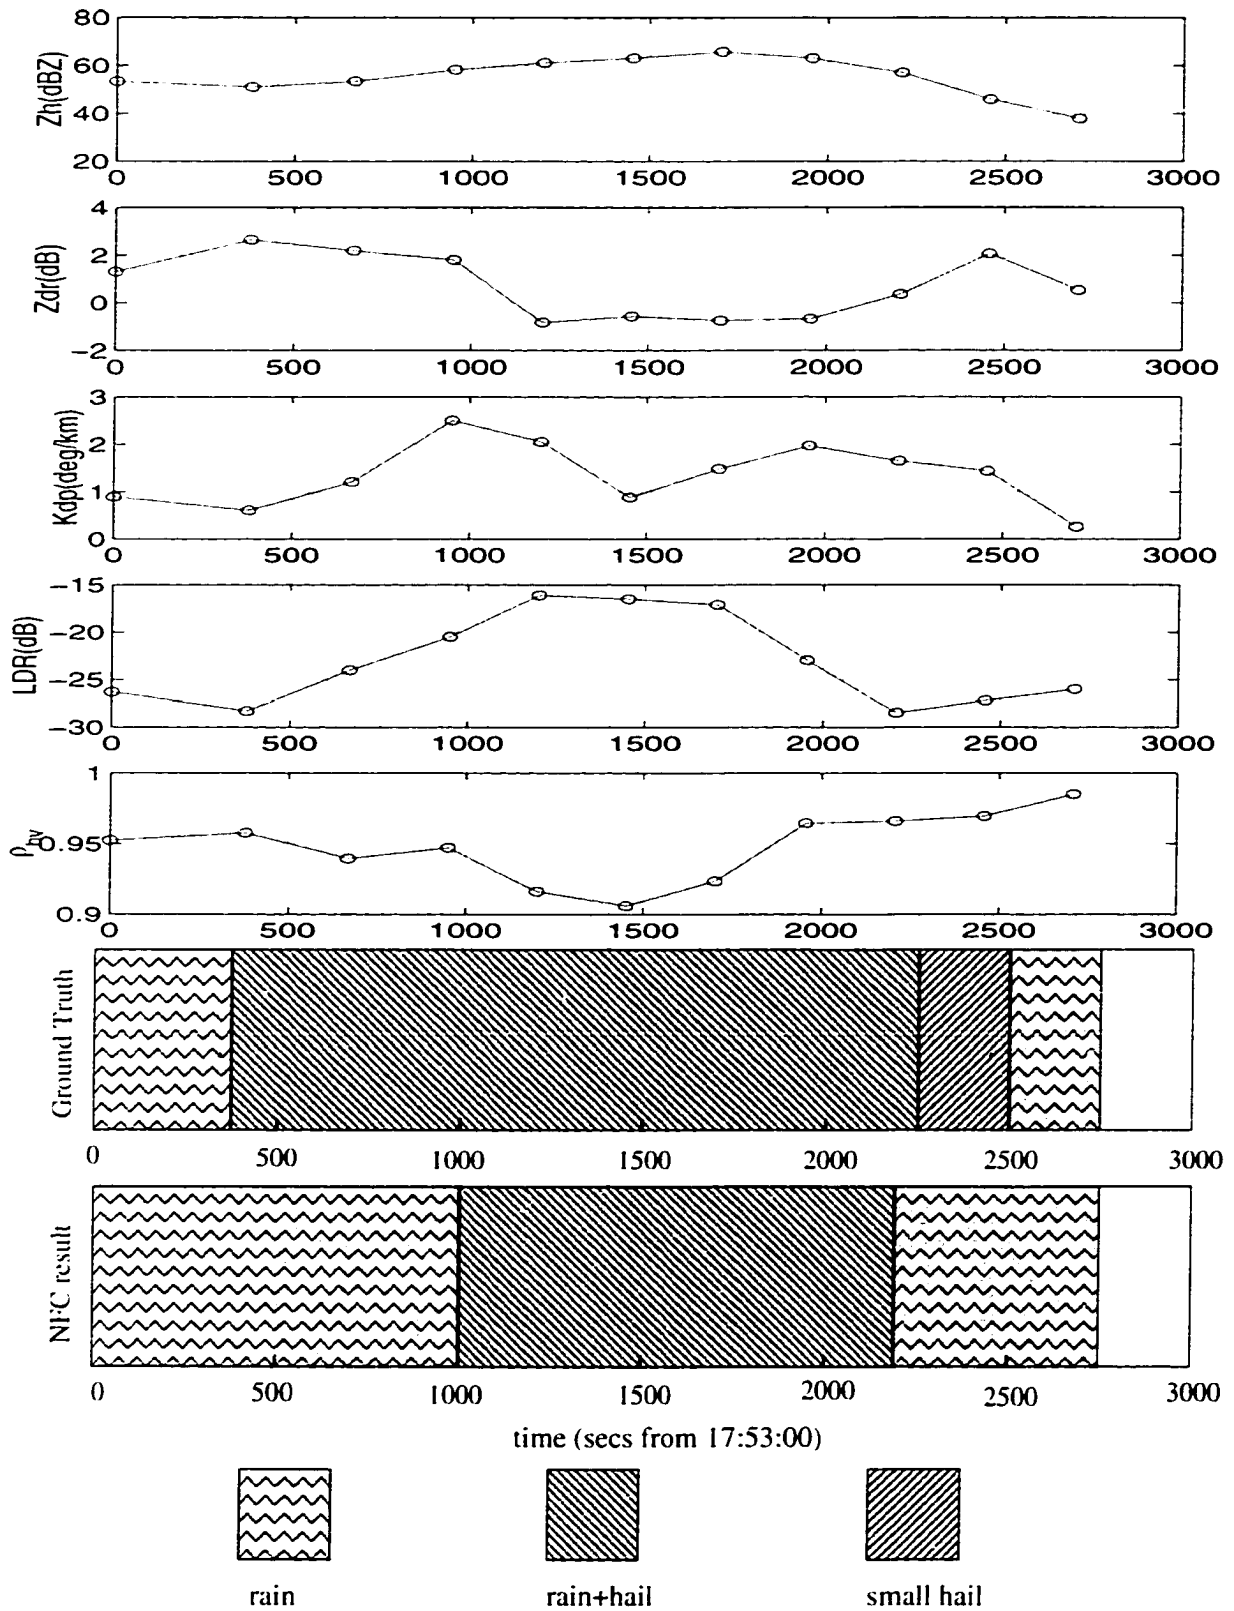 80
60
40
20
Zh(dBZ)
0 500 1000 1500 2000 2500 3000
4
2
0
−2
Zdr(dB)
0 500 1000 1500 2000 2500 3000
3
2
1
0
Kdp(deg/km)
0 500 1000 1500 2000 2500 3000
−15
−20
−25
−30
LDR(dB)
0 500 1000 1500 2000 2500 3000
1
0.95
0.9
ρhv
0 500 1000 1500 2000 2500 3000
Ground Truth
0 500 1000 1500 2000 2500 3000
NFC result
0 500 1000 1500 2000 2500 3000
time (secs from 17:53:00)
rain rain+hail small hail